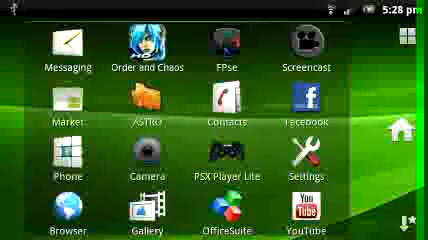 5:28 pm
Messaging Order and Chaos FPse Screencast
Market ASTRO Contacts Facebook
Phone Camera PSX Player Lite Settings
Browser Gallery OfficeSuite YouTube